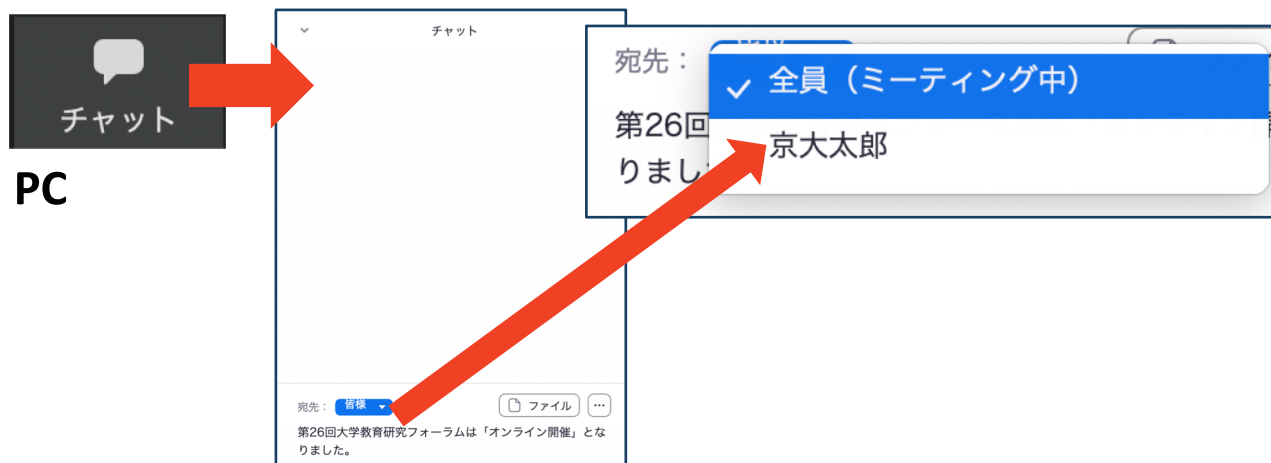 チャット
PC
チャット
宛先：
皆様
ファイル
第26回大学教育研究フォーラムは「オンライン開催」とな
りました。
宛先：
全員（ミーティング中）
京大太郎
第26回
りまし